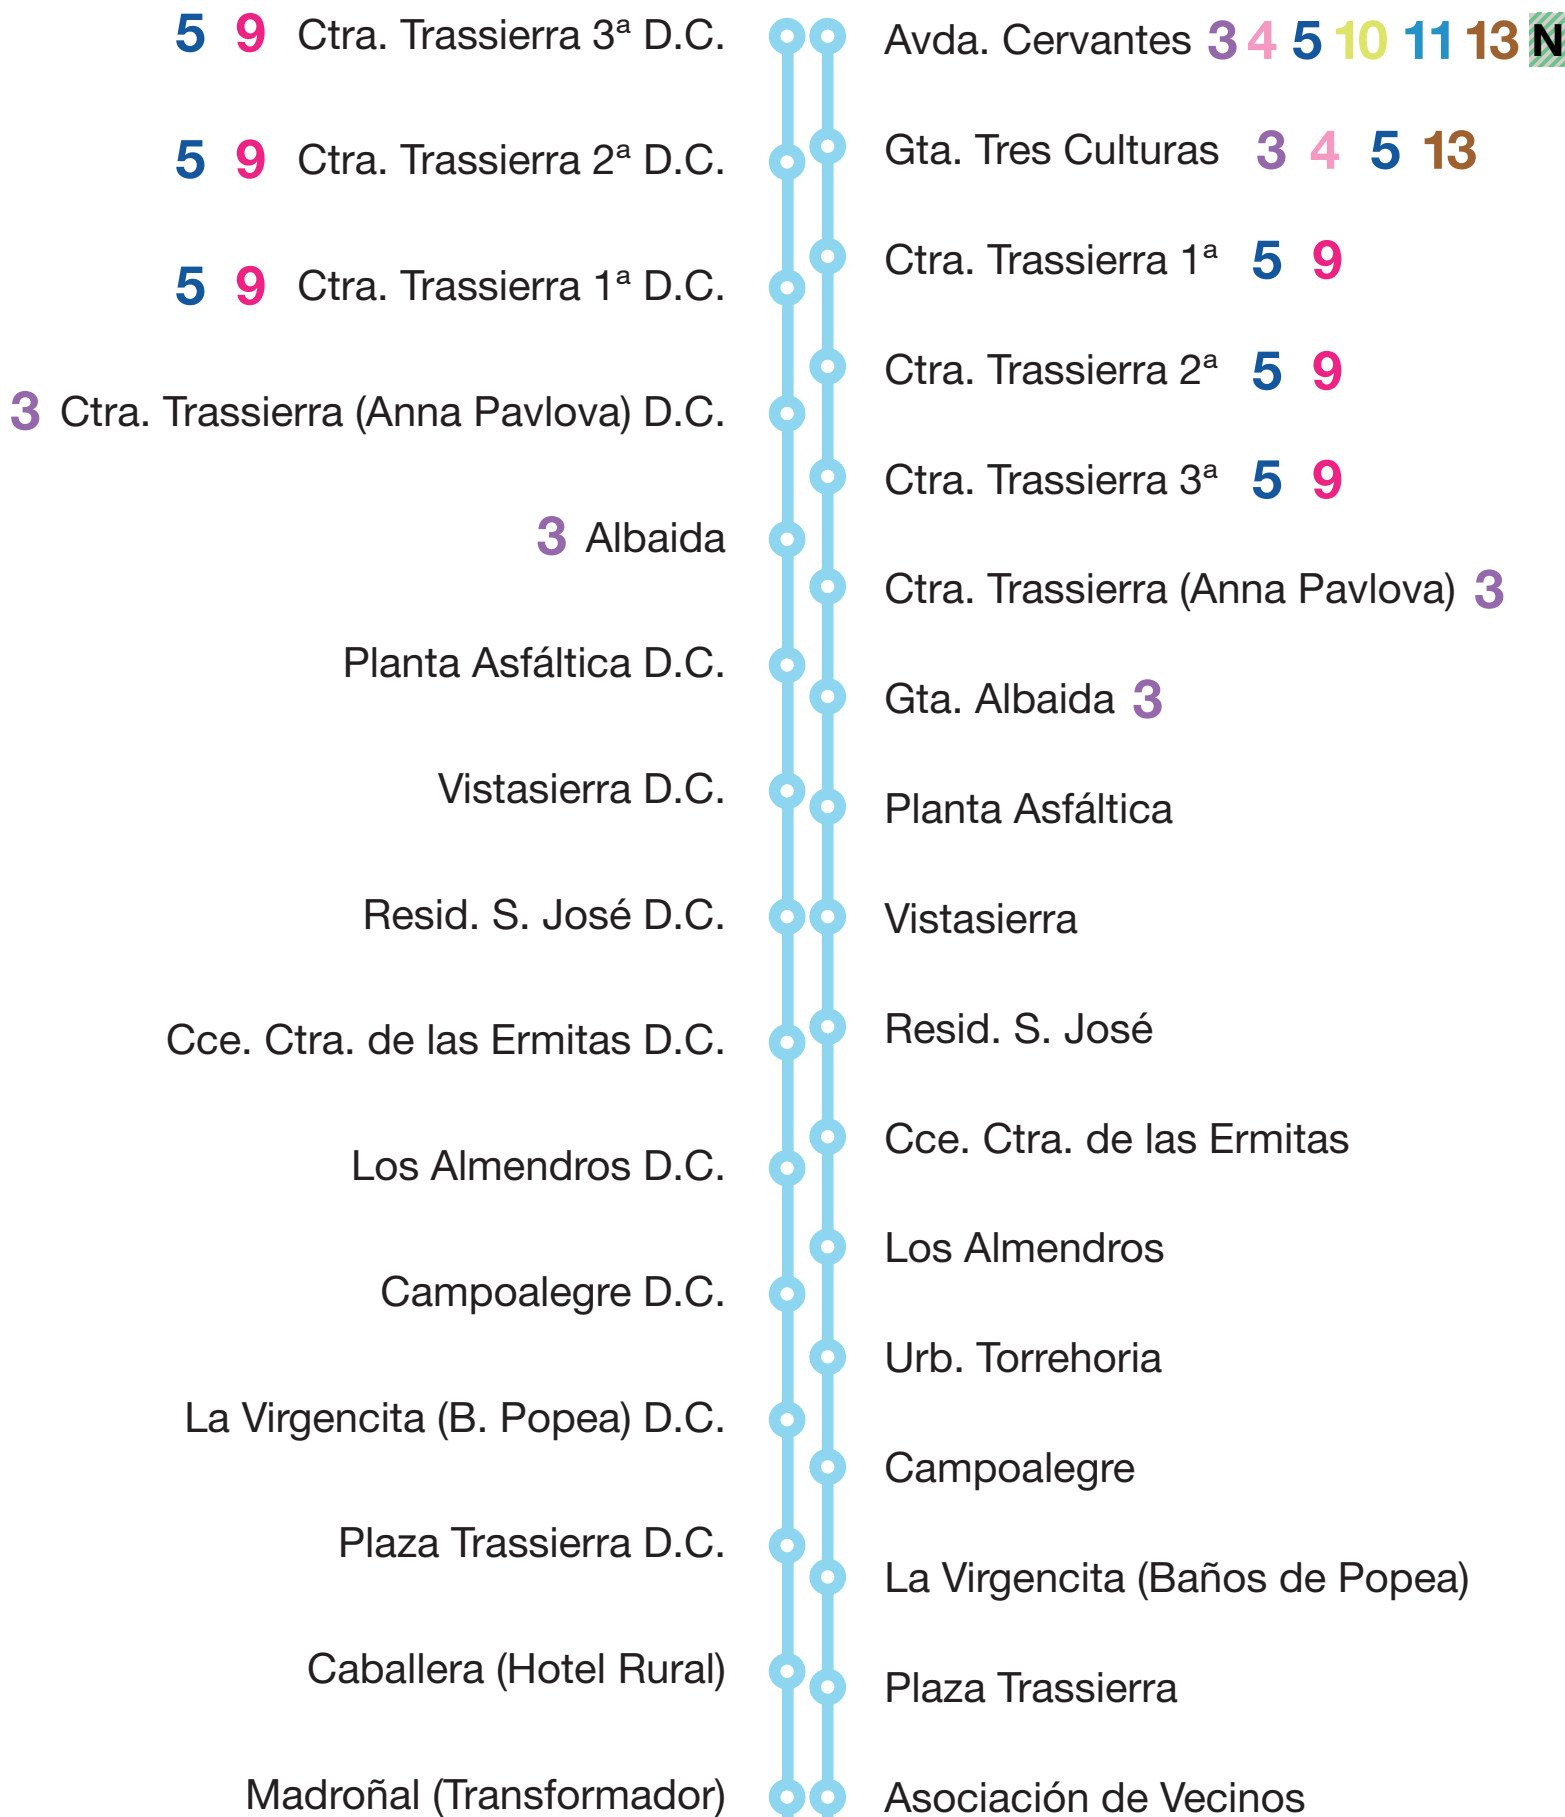 5 9 Ctra. Trassierra 3ª D.C.
5 9 Ctra. Trassierra 2ª D.C.
5 9 Ctra. Trassierra 1ª D.C.
3 Ctra. Trassierra (Anna Pavlova) D.C.
3 Albaida
Planta Asfáltica D.C.
Vistasierra D.C.
Resid. S. José D.C.
Cce. Ctra. de las Ermitas D.C.
Los Almendros D.C.
Campoalegre D.C.
La Virgencita (B. Popea) D.C.
Plaza Trassierra D.C.
Caballera (Hotel Rural)
Madroñal (Transformador)
Avda. Cervantes 3 4 5 10 11 13 N
Gta. Tres Culturas 3 4 5 13
Ctra. Trassierra 1ª 5 9
Ctra. Trassierra 2ª 5 9
Ctra. Trassierra 3ª 5 9
Ctra. Trassierra (Anna Pavlova) 3
Gta. Albaida 3
Planta Asfáltica
Vistasierra
Resid. S. José
Cce. Ctra. de las Ermitas
Los Almendros
Urb. Torrehoria
Campoalegre
La Virgencita (Baños de Popea)
Plaza Trassierra
Asociación de Vecinos